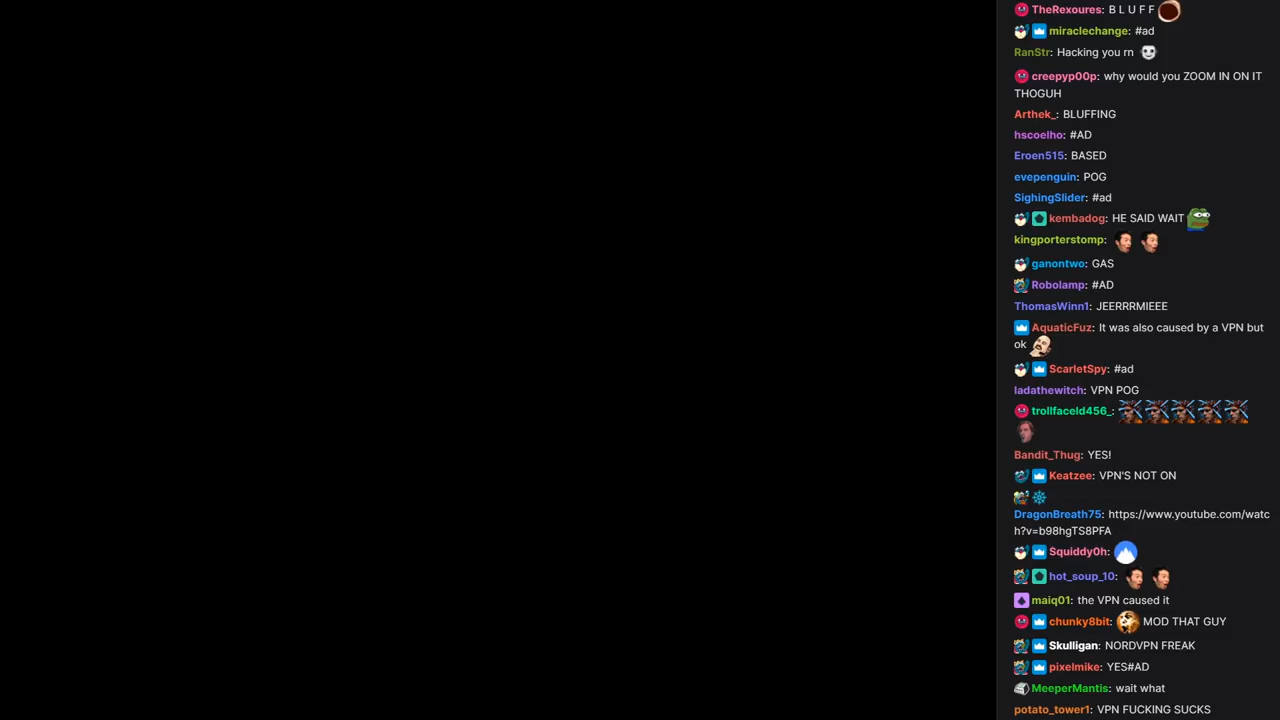 TheRexoures: B L U F F
miraclechange: #ad
RanStr: Hacking you rn
creepyp00p: why would you ZOOM IN ON IT
THOGUH
Arthek_: BLUFFING
hscoelho: #AD
Eroen515: BASED
evepenguin: POG
SighingSlider: #ad
kembadog: HE SAID WAIT
kingporterstomp:
ganontwo: GAS
Robolamp: #AD
ThomasWinn1: JEERRRMIEEE
AquaticFuz: It was also caused by a VPN but
ok
ScarletSpy: #ad
ladathewitch: VPN POG
trollfaceld456_:
Bandit_Thug: YES!
Keatzee: VPN'S NOT ON
DragonBreath75: https://www.youtube.com/watc
h?v=b98hgTS8PFA
Squiddy0h:
hot_soup_10:
maiq01: the VPN caused it
chunky8bit: MOD THAT GUY
Skulligan: NORDVPN FREAK
pixelmike: YES#AD
MeeperMantis: wait what
potato_tower1: VPN FUCKING SUCKS